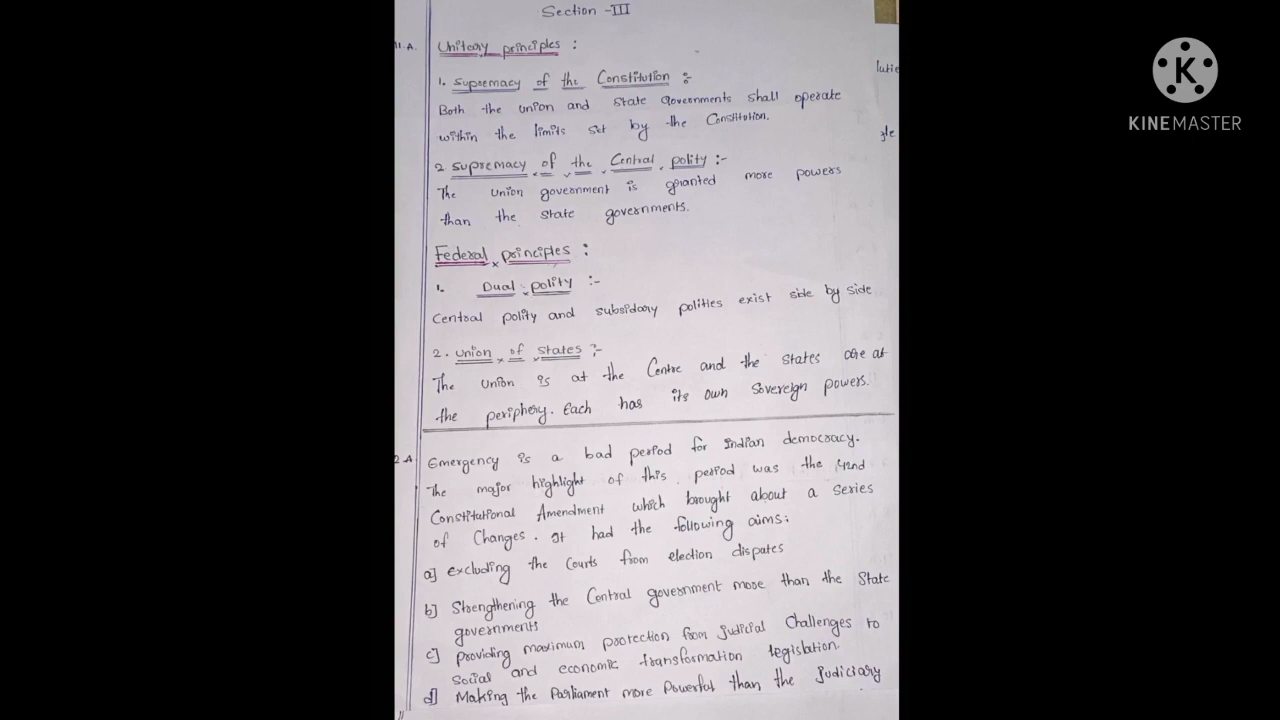 Section -III
11.A. Unitary principles :
1. Supremacy of the Constitution :-
Both the union and state governments shall operate
within the limits set by the Constitution.
2. Supremacy of the Central polity :-
The union government is granted more powers
than the state governments.
Federal principles :
1. Dual polity :-
Central polity and subsidary polities exist side by side
2. Union of states :-
The union is at the Centre and the states are at
the periphery. Each has its own sovereign powers.
2.A. Emergency is a bad period for Indian democracy.
The major highlight of this period was the 42nd
Constitutional Amendment which brought about a series
of Changes. It had the following aims:
a] excluding the Courts from election dispates
b] Strengthening the Central government more than the State
governments
c] providing maximum protection from judicial Challenges to
Social and economic transformation legislation.
d] Making the Parliament more Powerful than the judiciary
K
KINEMASTER